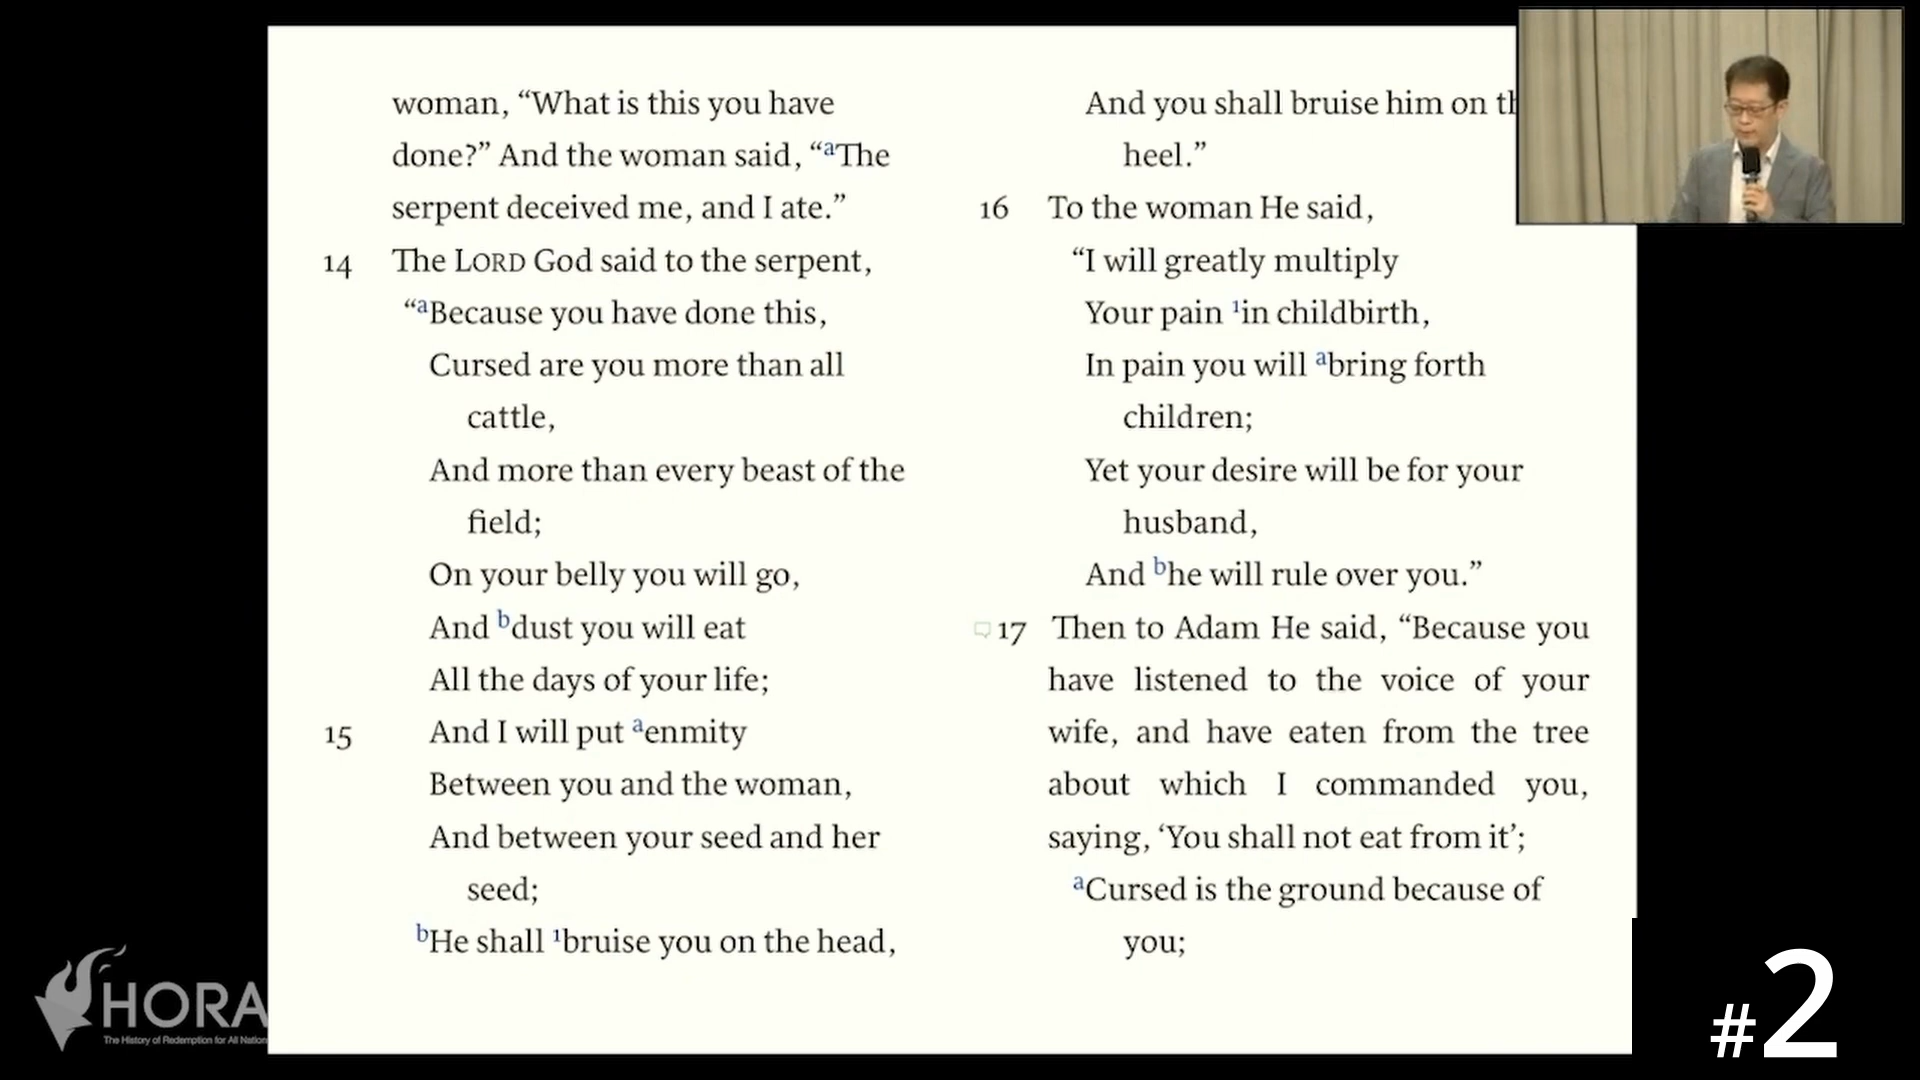 woman, “What is this you have
done?” And the woman said, “aThe
serpent deceived me, and I ate.”
14 The LORD God said to the serpent,
“aBecause you have done this,
Cursed are you more than all
cattle,
And more than every beast of the
field;
On your belly you will go,
And bdust you will eat
All the days of your life;
15 And I will put aenmity
Between you and the woman,
And between your seed and her
seed;
bHe shall 1bruise you on the head,
And you shall bruise him on th
heel.”
16 To the woman He said,
“I will greatly multiply
Your pain 1in childbirth,
In pain you will abring forth
children;
Yet your desire will be for your
husband,
And bhe will rule over you.”
17 Then to Adam He said, “Because you
have listened to the voice of your
wife, and have eaten from the tree
about which I commanded you,
saying, ‘You shall not eat from it’;
aCursed is the ground because of
you;
HORA
The History of Redemption for All Nation
#2